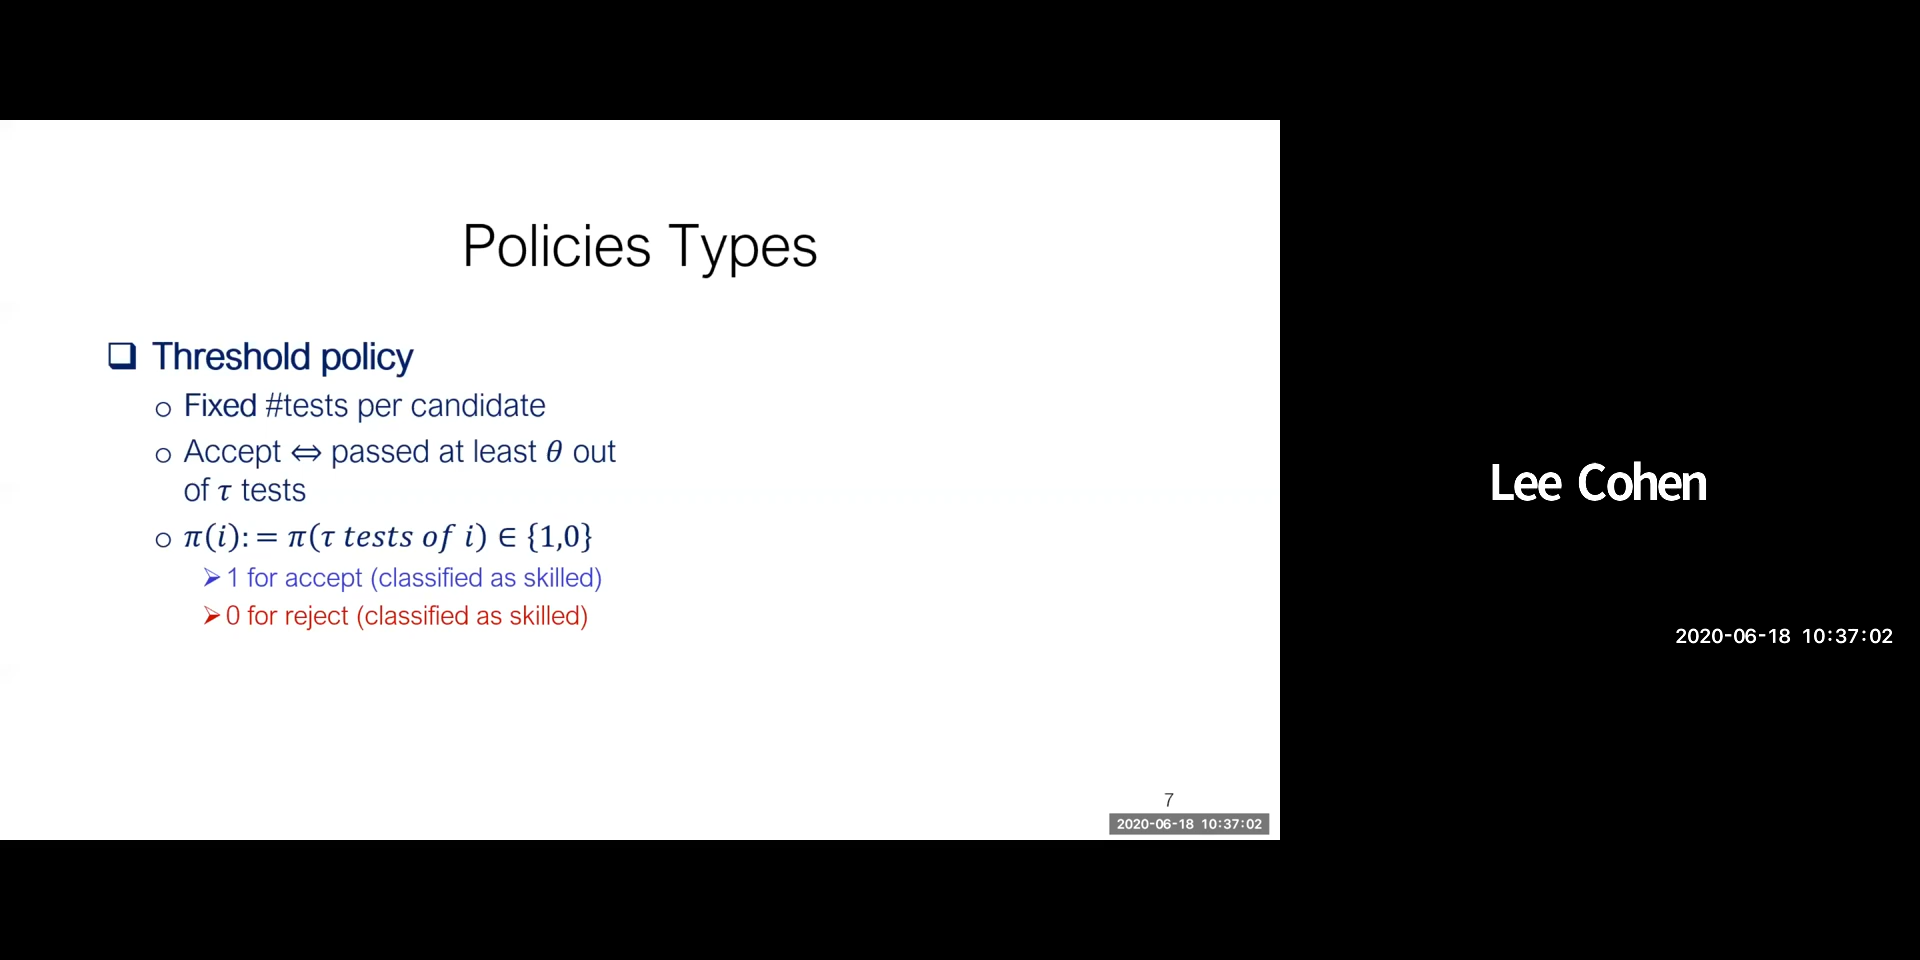 Policies Types
❑ Threshold policy
o Fixed #tests per candidate
o Accept ⇔ passed at least θ out
of τ tests
o π(i): = π(τ tests of i) ∈ {1,0}
➢ 1 for accept (classified as skilled)
➢ 0 for reject (classified as skilled)
7
2020-06-18 10:37:02
Lee Cohen
2020-06-18 10:37:02